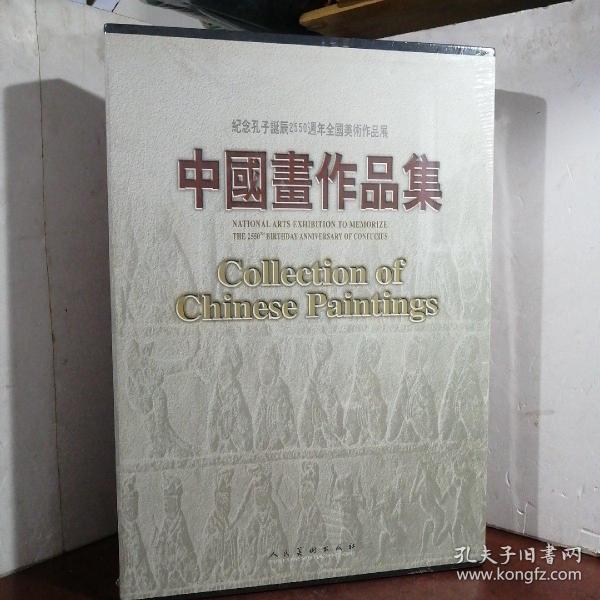 紀念孔子誕辰2550週年全國美術作品展
中國畫作品集
NATIONAL ARTS EXHIBITION TO MEMORIZE
THE 2550TH BIRTHDAY ANNIVERSARY OF CONFUCIUS
Collection of
Chinese Paintings
人民美術出版社
孔夫子旧書网
www.kongfz.com